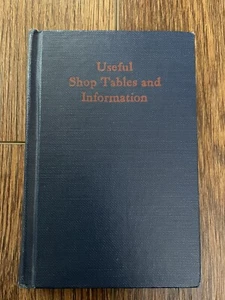 Useful
Shop Tables and
Information